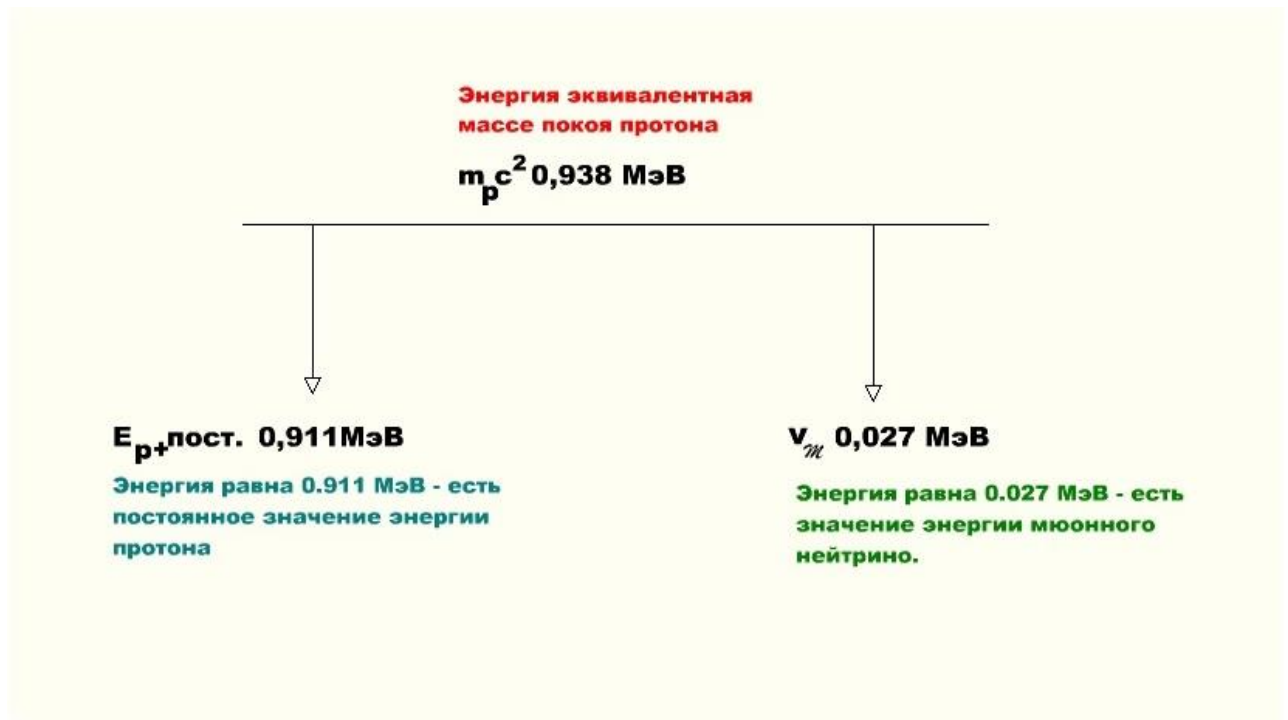 Энергия эквивалентная
массе покоя протона
mₚc² 0,938 МэВ
Eₚ₊пост. 0,911МэВ
Энергия равна 0.911 МэВ - есть
постоянное значение энергии
протона
νₘ 0,027 МэВ
Энергия равна 0.027 МэВ - есть
значение энергии мюонного
нейтрино.